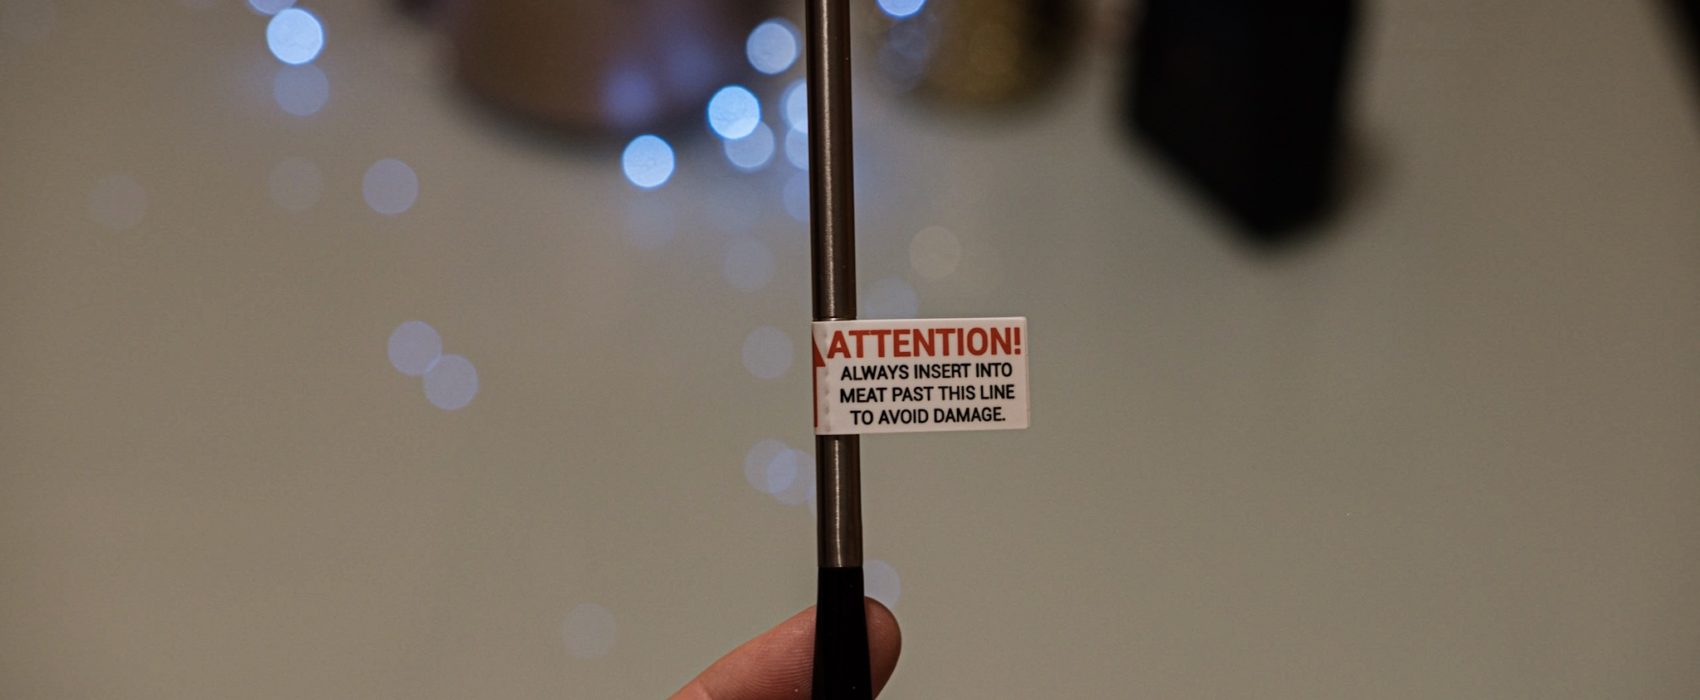 ATTENTION!
ALWAYS INSERT INTO
MEAT PAST THIS LINE
TO AVOID DAMAGE.